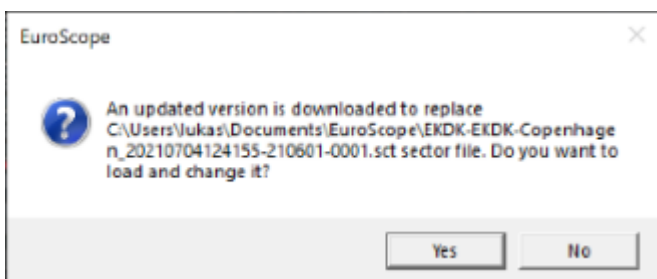 EuroScope
An updated version is downloaded to replace
C:\Users\lukas\Documents\EuroScope\EKDK-EKDK-Copenhage
n_20210704124155-210601-0001.sct sector file. Do you want to
load and change it?
Yes No